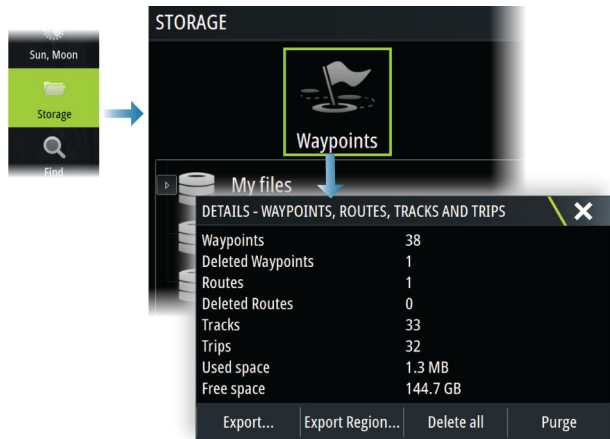 Sun, Moon
Storage
Find
STORAGE
Waypoints
My files
DETAILS - WAYPOINTS, ROUTES, TRACKS AND TRIPS
Waypoints 38
Deleted Waypoints 1
Routes 1
Deleted Routes 0
Tracks 33
Trips 32
Used space 1.3 MB
Free space 144.7 GB
Export... Export Region... Delete all Purge